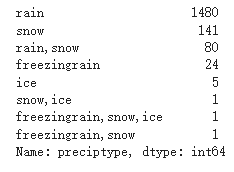 rain 1480
snow 141
rain,snow 80
freezingrain 24
ice 5
snow,ice 1
freezingrain,snow,ice 1
freezingrain,snow 1
Name: preciptype, dtype: int64